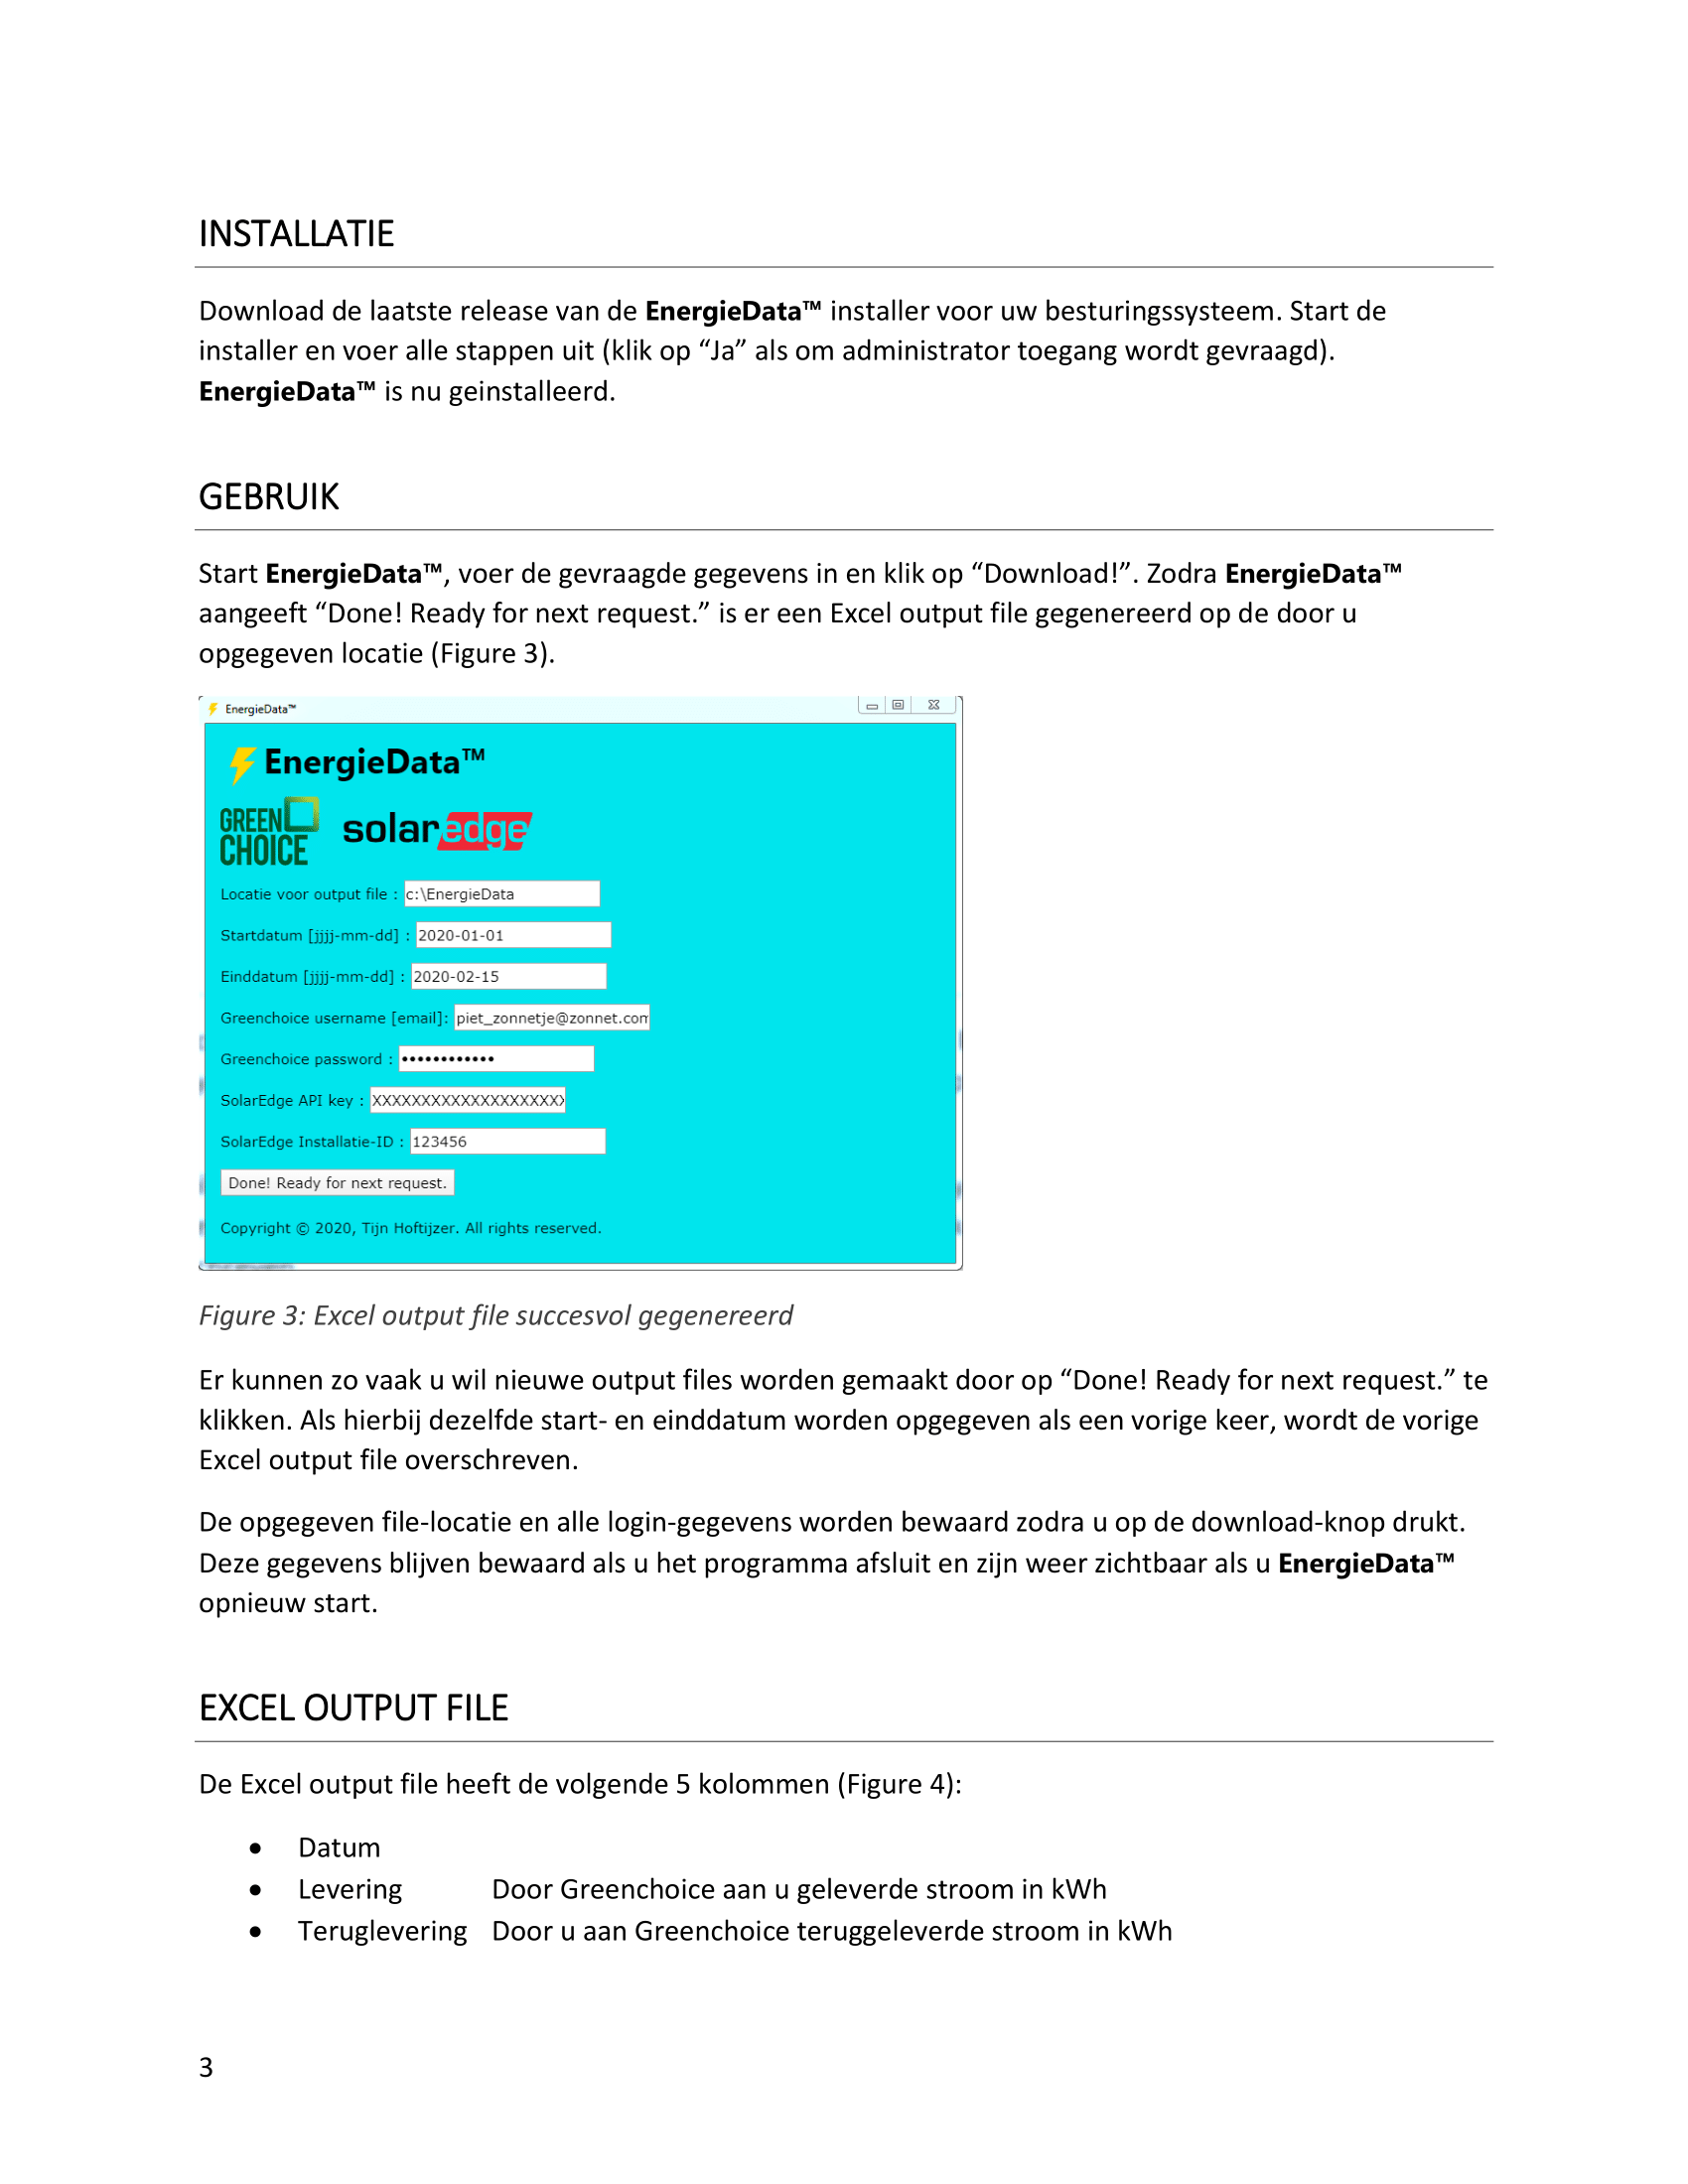 INSTALLATIE
Download de laatste release van de EnergieData™ installer voor uw besturingssysteem. Start de
installer en voer alle stappen uit (klik op “Ja” als om administrator toegang wordt gevraagd).
EnergieData™ is nu geinstalleerd.
GEBRUIK
Start EnergieData™, voer de gevraagde gegevens in en klik op “Download!”. Zodra EnergieData™
aangeeft “Done! Ready for next request.” is er een Excel output file gegenereerd op de door u
opgegeven locatie (Figure 3).
EnergieData™
EnergieData™
GREEN
CHOICE
solaredge
Locatie voor output file : c:\EnergieData
Startdatum [jjjj-mm-dd] : 2020-01-01
Einddatum [jjjj-mm-dd] : 2020-02-15
Greenchoice username [email]: piet_zonnetje@zonnet.com
Greenchoice password : ••••••••••••
SolarEdge API key : XXXXXXXXXXXXXXXXXXXX
SolarEdge Installatie-ID : 123456
Done! Ready for next request.
Copyright © 2020, Tijn Hoftijzer. All rights reserved.
Figure 3: Excel output file succesvol gegenereerd
Er kunnen zo vaak u wil nieuwe output files worden gemaakt door op “Done! Ready for next request.” te
klikken. Als hierbij dezelfde start- en einddatum worden opgegeven als een vorige keer, wordt de vorige
Excel output file overschreven.
De opgegeven file-locatie en alle login-gegevens worden bewaard zodra u op de download-knop drukt.
Deze gegevens blijven bewaard als u het programma afsluit en zijn weer zichtbaar als u EnergieData™
opnieuw start.
EXCEL OUTPUT FILE
De Excel output file heeft de volgende 5 kolommen (Figure 4):
• Datum
• Levering Door Greenchoice aan u geleverde stroom in kWh
• Teruglevering Door u aan Greenchoice teruggeleverde stroom in kWh
3